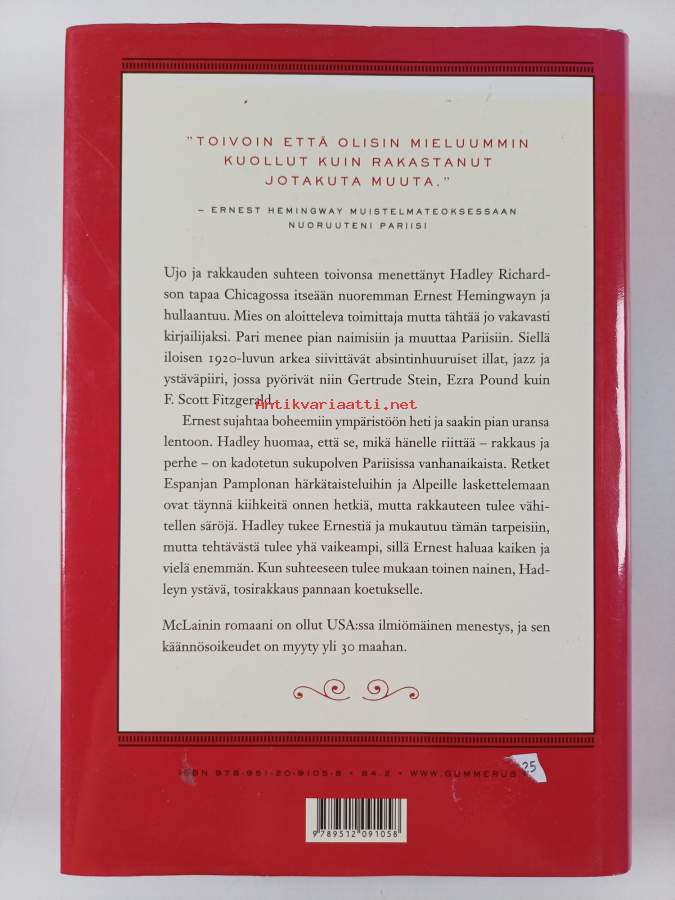 "TOIVOIN ETTÄ OLISIN MIELUUMMIN
KUOLLUT KUIN RAKASTANUT
JOTAKUTA MUUTA."
– ERNEST HEMINGWAY MUISTELMATEOKSESSAAN
NUORUUTENI PARIISI
Ujo ja rakkauden suhteen toivonsa menettänyt Hadley Richard-
son tapaa Chicagossa itseään nuoremman Ernest Hemingwayn ja
hullaantuu. Mies on aloitteleva toimittaja mutta tähtää jo vakavasti
kirjailijaksi. Pari menee pian naimisiin ja muuttaa Pariisiin. Siellä
iloisen 1920-luvun arkea siivittävät absintinhuuruiset illat, jazz ja
ystäväpiiri, jossa pyörivät niin Gertrude Stein, Ezra Pound kuin
F. Scott Fitzgerald.
Antikvariaatti.net
Ernest sujahtaa boheemiin ympäristöön heti ja saakin pian uransa
lentoon. Hadley huomaa, että se, mikä hänelle riittää – rakkaus ja
perhe – on kadotetun sukupolven Pariisissa vanhanaikaista. Retket
Espanjan Pamplonan härkätaisteluihin ja Alpeille laskettelemaan
ovat täynnä kiihkeitä onnen hetkiä, mutta rakkauteen tulee vähi-
tellen säröjä. Hadley tukee Ernestiä ja mukautuu tämän tarpeisiin,
mutta tehtävästä tulee yhä vaikeampi, sillä Ernest haluaa kaiken ja
vielä enemmän. Kun suhteeseen tulee mukaan toinen nainen, Had-
leyn ystävä, tosirakkaus pannaan koetukselle.
McLainin romaani on ollut USA:ssa ilmiömäinen menestys, ja sen
käännösoikeudet on myyty yli 30 maahan.
ISBN 978-951-20-9105-8 • 84.2 • WWW.GUMMERUS.
25
9789512091058